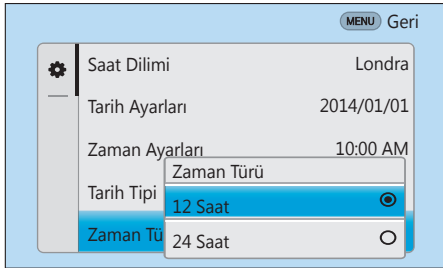 MENU Geri
Saat Dilimi Londra
Tarih Ayarları 2014/01/01
Zaman Ayarları 10:00 AM
Zaman Türü
Tarih Tipi
12 Saat
Zaman Tü
24 Saat